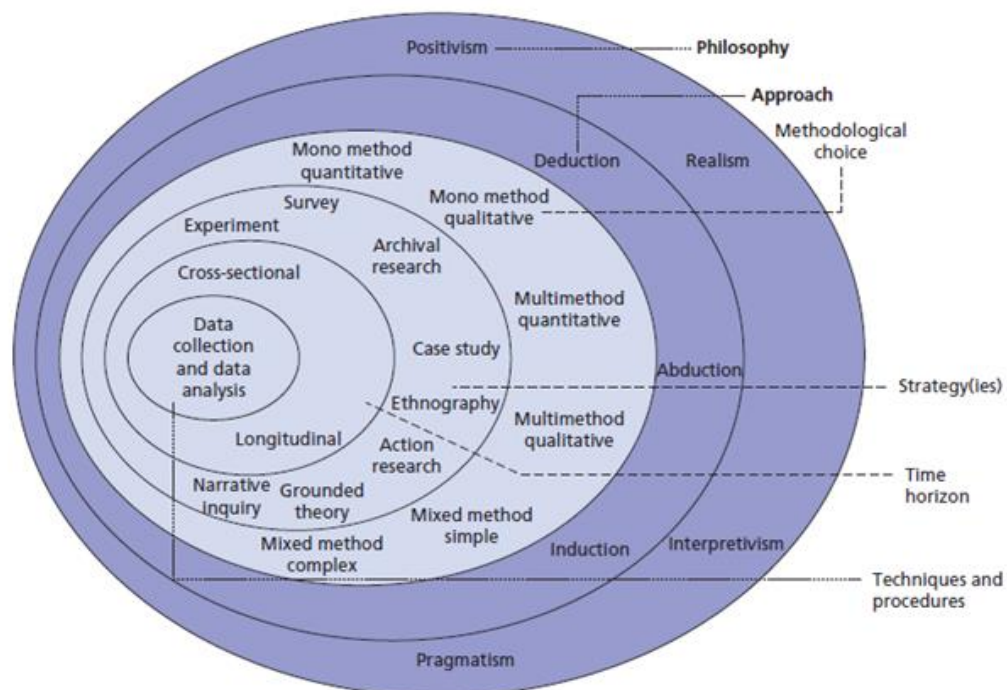 Positivism
Philosophy
Approach
Methodological
choice
Mono method
quantitative
Deduction
Realism
Mono method
qualitative
Survey
Experiment
Archival
research
Cross-sectional
Multimethod
quantitative
Data
collection
and data
analysis
Case study
Abduction
Strategy(ies)
Ethnography
Multimethod
qualitative
Longitudinal
Action
research
Time
horizon
Narrative
inquiry
Grounded
theory
Mixed method
simple
Mixed method
complex
Induction
Interpretivism
Techniques and
procedures
Pragmatism